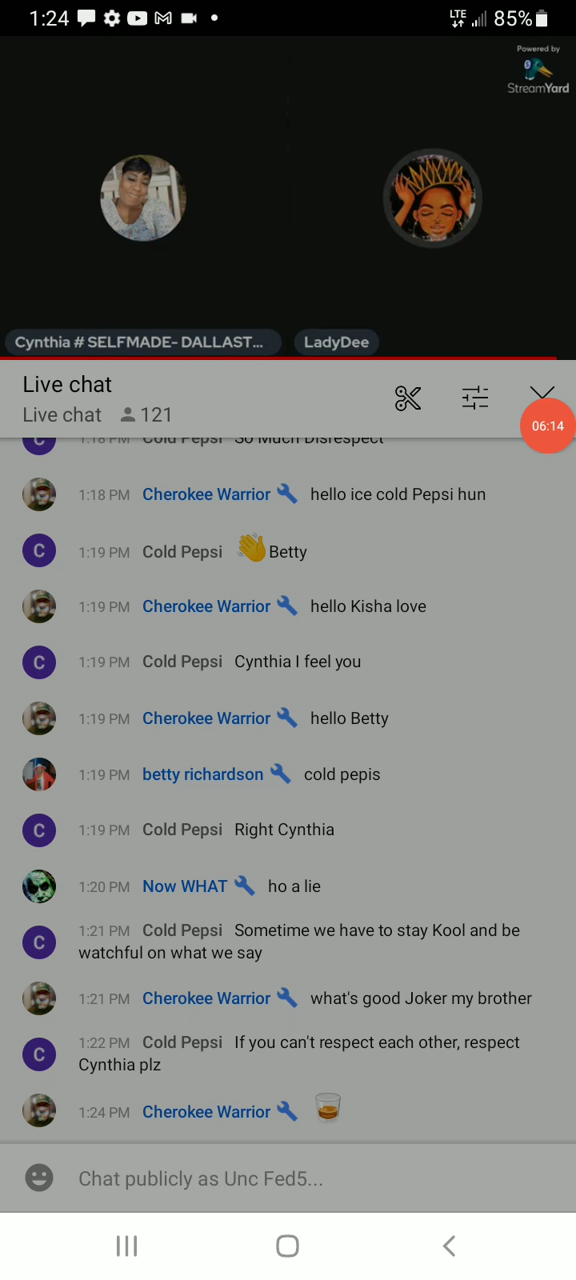 1:24
LTE
85%
Powered by
StreamYard
Cynthia # SELFMADE- DALLAST...
LadyDee
Live chat
Live chat 121
06:14
C
1:18 PM Cold Pepsi So Much Disrespect
1:18 PM Cherokee Warrior hello ice cold Pepsi hun
C
1:19 PM Cold Pepsi 👋Betty
1:19 PM Cherokee Warrior hello Kisha love
C
1:19 PM Cold Pepsi Cynthia I feel you
1:19 PM Cherokee Warrior hello Betty
1:19 PM betty richardson cold pepis
C
1:19 PM Cold Pepsi Right Cynthia
1:20 PM Now WHAT ho a lie
C
1:21 PM Cold Pepsi Sometime we have to stay Kool and be
watchful on what we say
1:21 PM Cherokee Warrior what's good Joker my brother
C
1:22 PM Cold Pepsi If you can't respect each other, respect
Cynthia plz
1:24 PM Cherokee Warrior 🥃
Chat publicly as Unc Fed5...